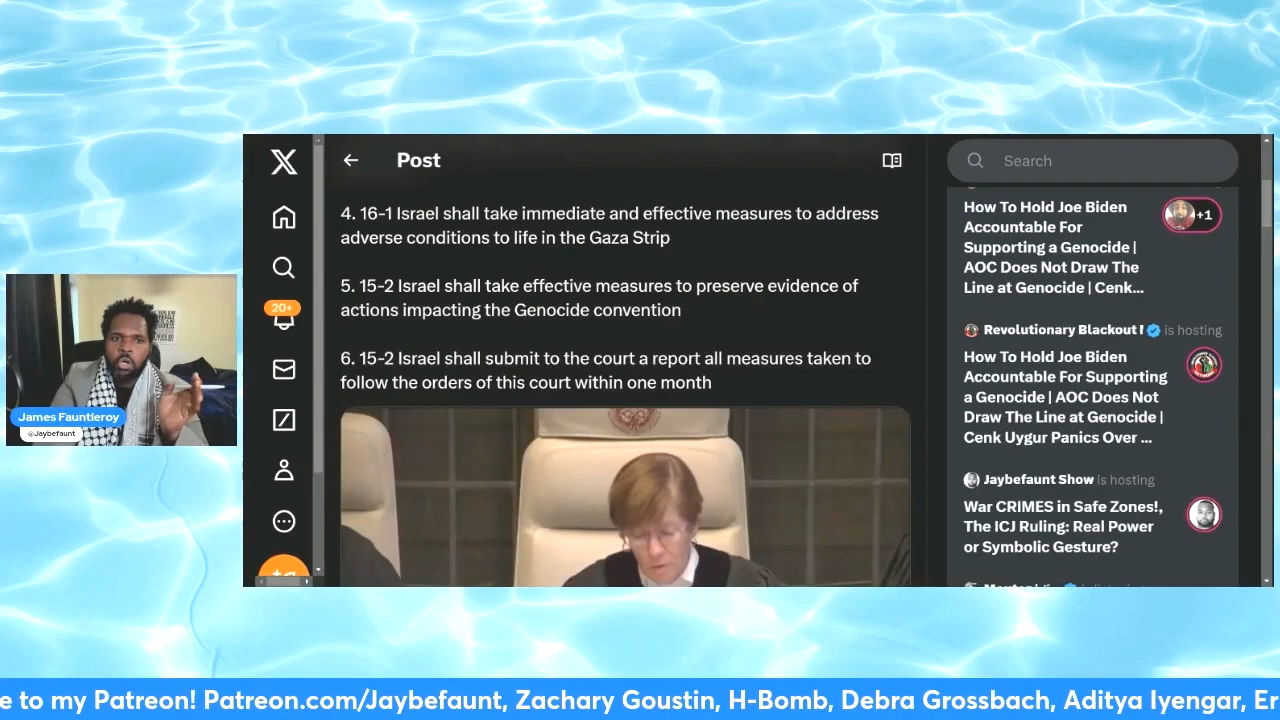 Post
4. 16-1 Israel shall take immediate and effective measures to address
adverse conditions to life in the Gaza Strip
5. 15-2 Israel shall take effective measures to preserve evidence of
actions impacting the Genocide convention
6. 15-2 Israel shall submit to the court a report all measures taken to
follow the orders of this court within one month
20+
Search
How To Hold Joe Biden
Accountable For
Supporting a Genocide |
AOC Does Not Draw The
Line at Genocide | Cenk...
+1
Revolutionary Blackout is hosting
How To Hold Joe Biden
Accountable For Supporting
a Genocide | AOC Does Not
Draw The Line at Genocide |
Cenk Uygur Panics Over ...
Jaybefaunt Show is hosting
War CRIMES in Safe Zones!,
The ICJ Ruling: Real Power
or Symbolic Gesture?
James Fauntleroy
@Jaybefaunt
e to my Patreon! Patreon.com/Jaybefaunt, Zachary Goustin, H-Bomb, Debra Grossbach, Aditya Iyengar, Er